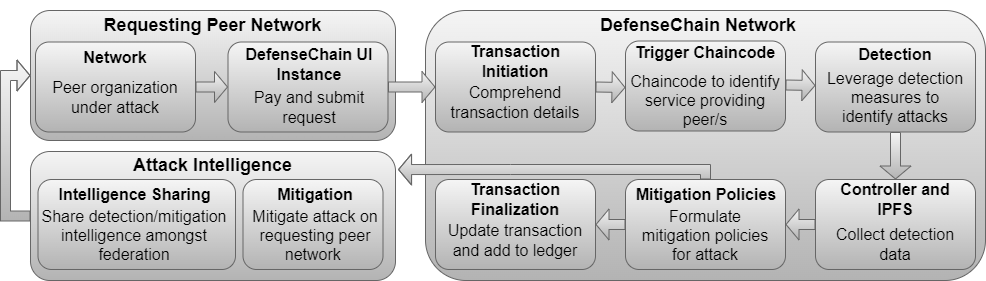 Requesting Peer Network
Network
Peer organization
under attack
DefenseChain UI
Instance
Pay and submit
request
DefenseChain Network
Transaction
Initiation
Comprehend
transaction details
Trigger Chaincode
Chaincode to identify
service providing
peer/s
Detection
Leverage detection
measures to
identify attacks
Controller and
IPFS
Collect detection
data
Mitigation Policies
Formulate
mitigation policies
for attack
Transaction
Finalization
Update transaction
and add to ledger
Attack Intelligence
Intelligence Sharing
Share detection/mitigation
intelligence amongst
federation
Mitigation
Mitigate attack on
requesting peer
network